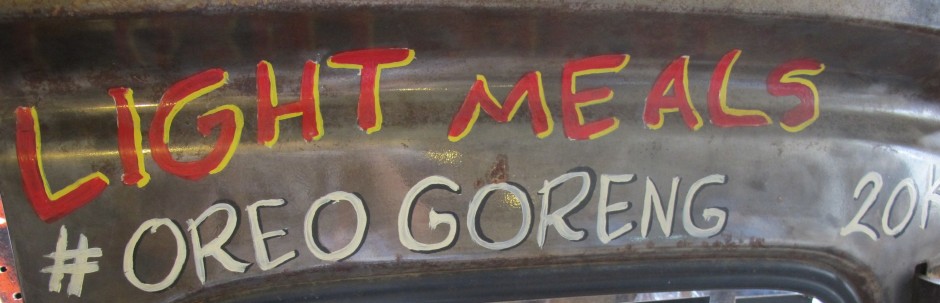 LIGHT MEALS
# OREO GORENG 20K